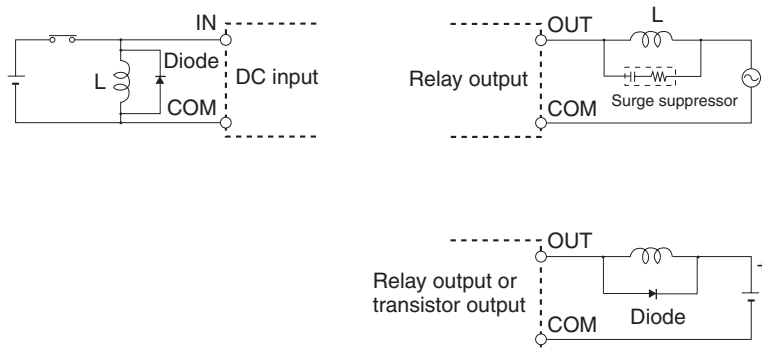 IN
Diode
L
DC input
COM
OUT
L
Relay output
Surge suppressor
COM
OUT
+
Relay output or
transistor output
Diode
COM